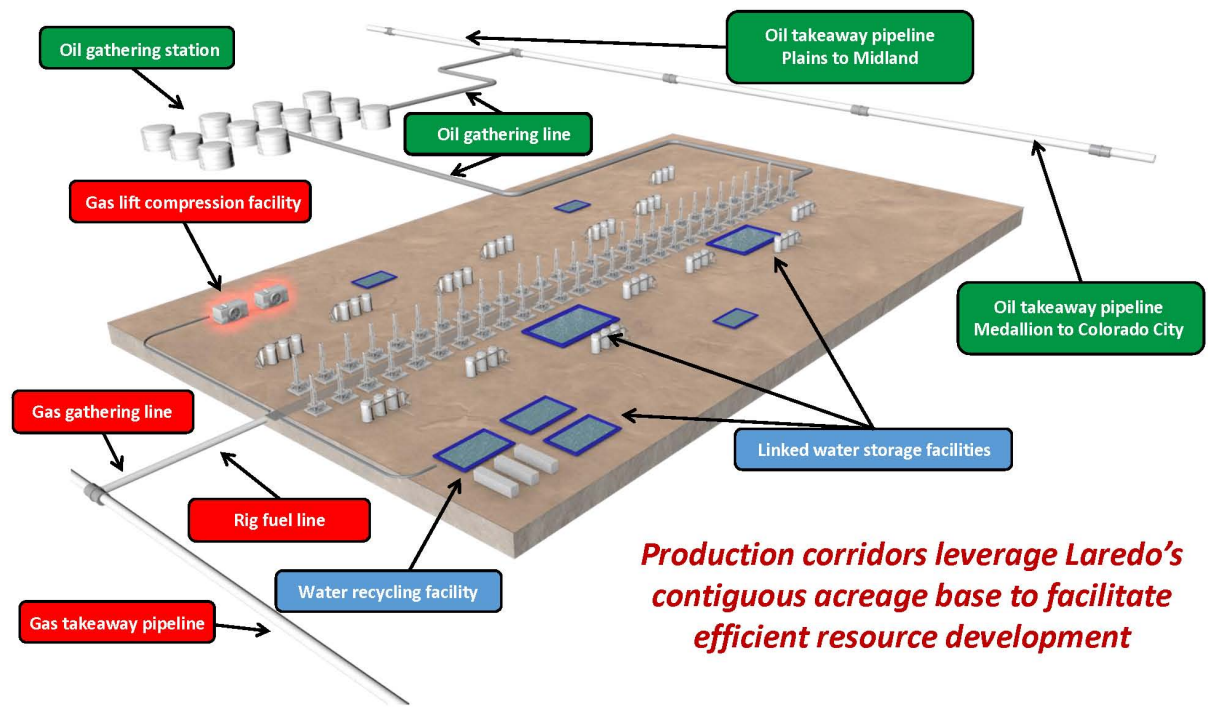 Oil gathering station
Oil takeaway pipeline
Plains to Midland
Oil gathering line
Gas lift compression facility
Oil takeaway pipeline
Medallion to Colorado City
Gas gathering line
Linked water storage facilities
Rig fuel line
Water recycling facility
Gas takeaway pipeline
Production corridors leverage Laredo’s
contiguous acreage base to facilitate
efficient resource development